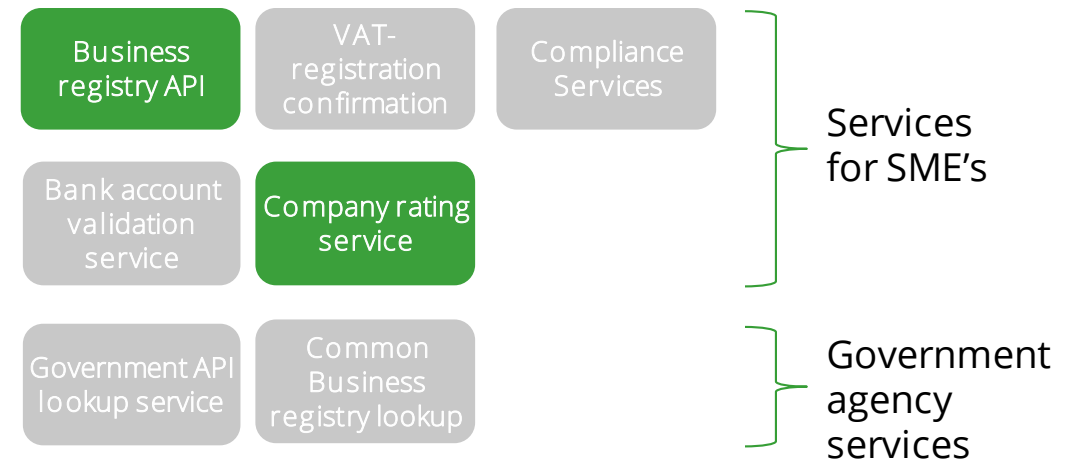 Business
registry API
VAT-
registration
confirmation
Compliance
Services
Bank account
validation
service
Company rating
service
Services
for SME’s
Government API
lookup service
Common
Business
registry lookup
Government
agency
services